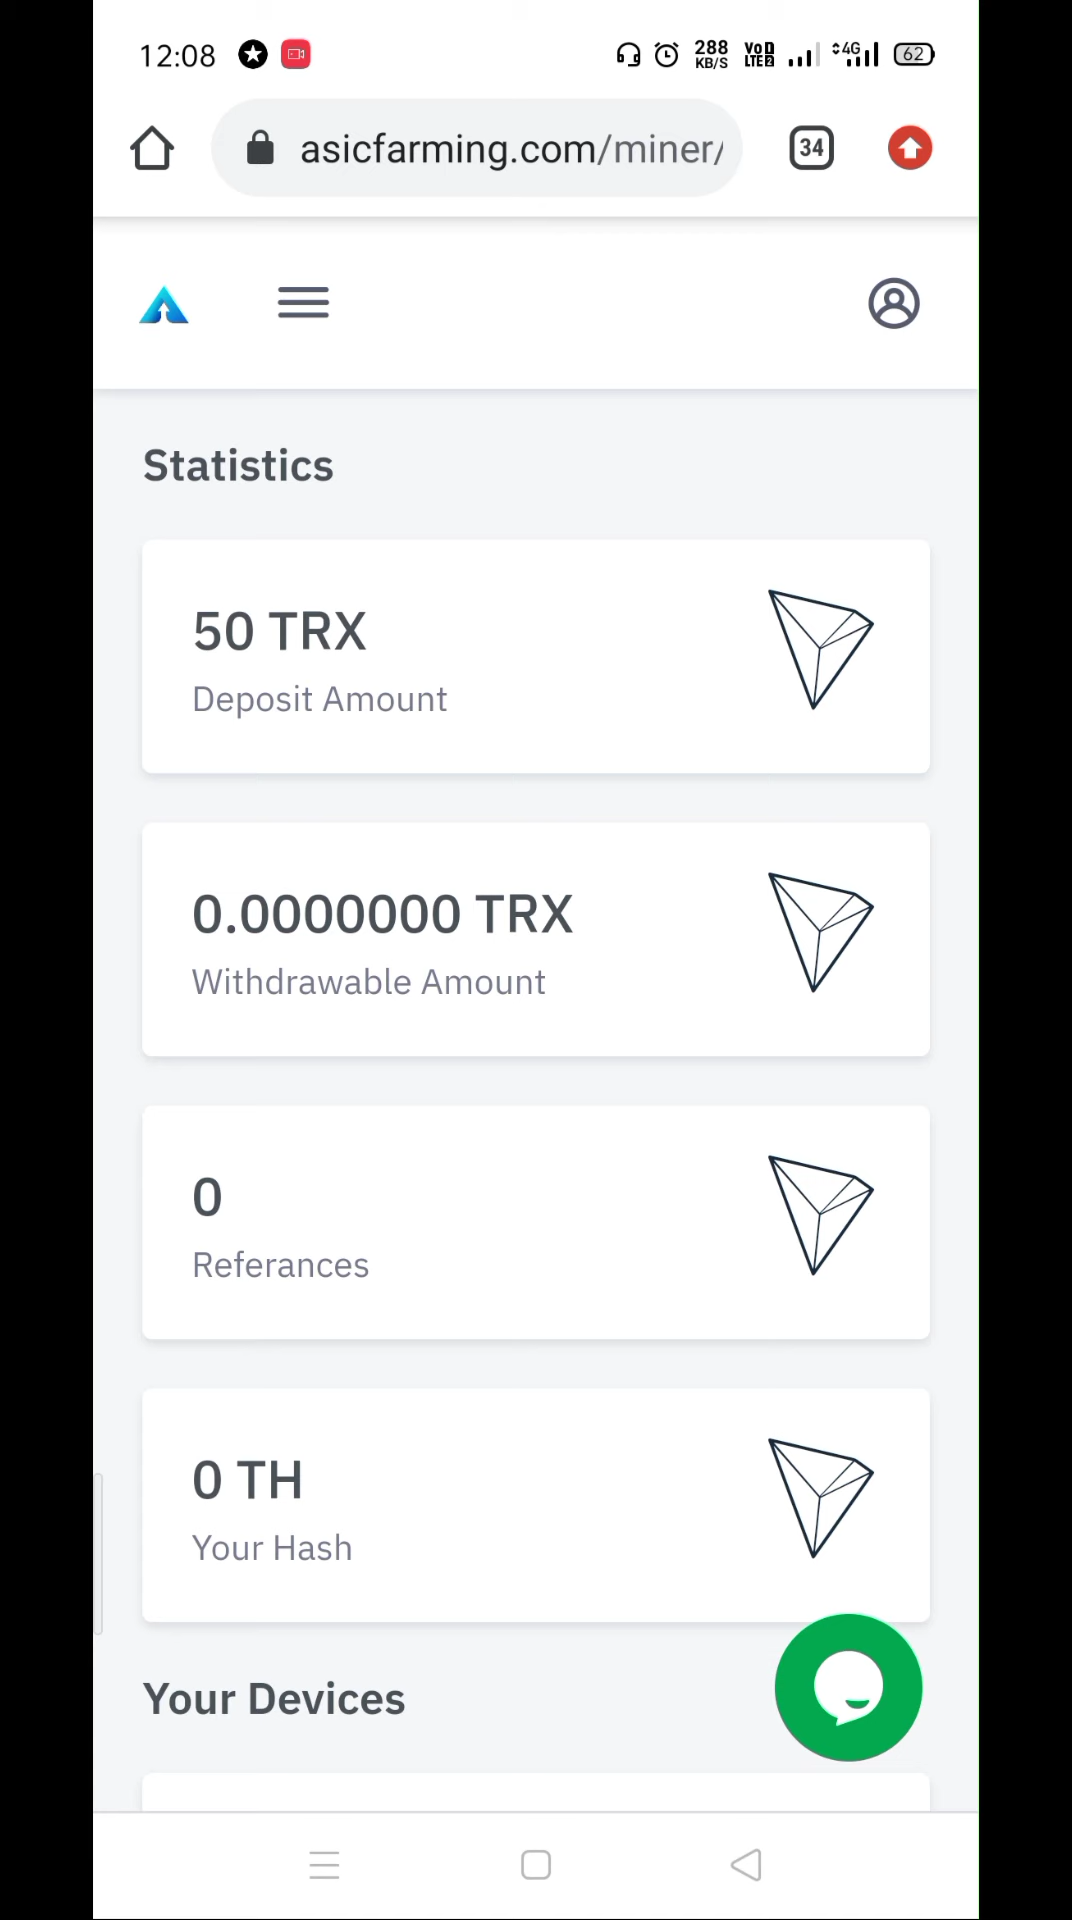 12:08 288 KB/S VoD LTE2 4G 62
asicfarming.com/miner/ 34
Statistics
50 TRX
Deposit Amount
0.0000000 TRX
Withdrawable Amount
0
Referances
0 TH
Your Hash
Your Devices